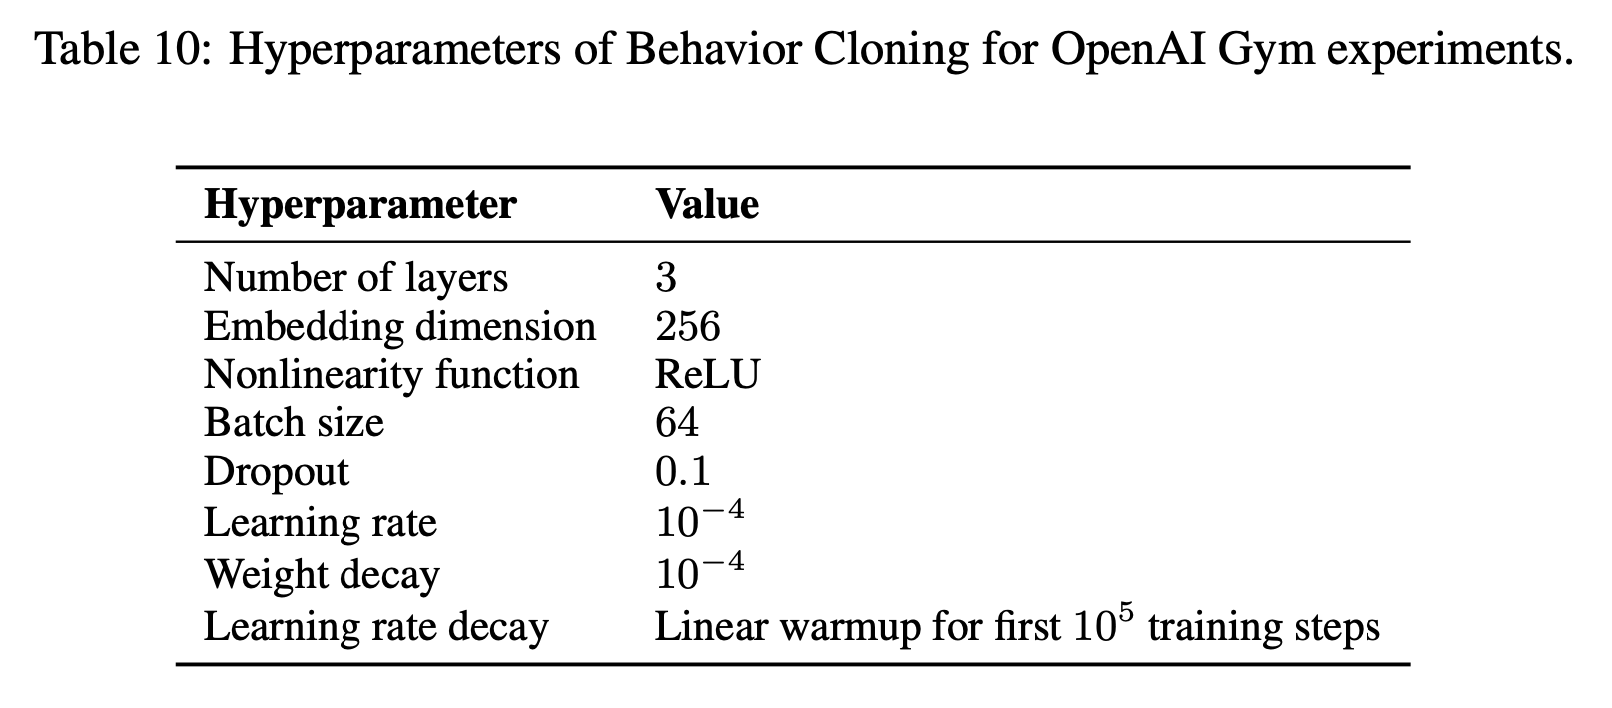 Table 10: Hyperparameters of Behavior Cloning for OpenAI Gym experiments.
Hyperparameter Value
Number of layers 3
Embedding dimension 256
Nonlinearity function ReLU
Batch size 64
Dropout 0.1
Learning rate 10⁻⁴
Weight decay 10⁻⁴
Learning rate decay Linear warmup for first 10⁵ training steps